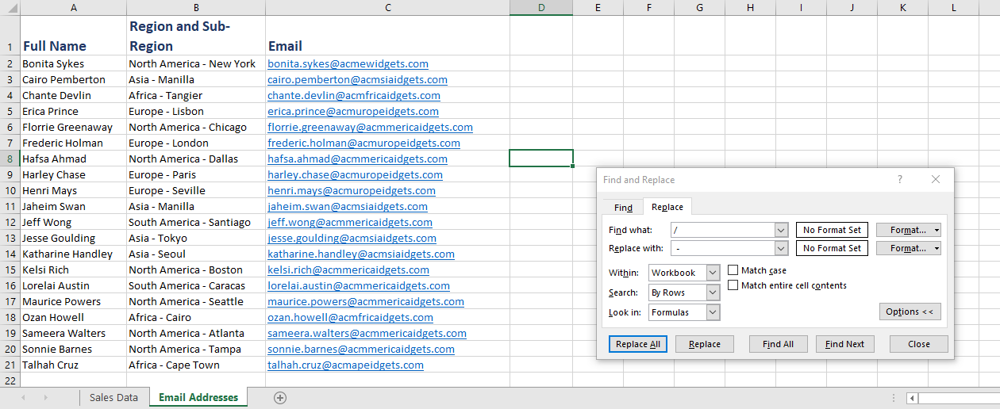 A B C D E F G H I J K L
Region and Sub-
1 Full Name Region Email
2 Bonita Sykes North America - New York bonita.sykes@acmewidgets.com
3 Cairo Pemberton Asia - Manilla cairo.pemberton@acmsiaidgets.com
4 Chante Devlin Africa - Tangier chante.devlin@acmfricaidgets.com
5 Erica Prince Europe - Lisbon erica.prince@acmuropeidgets.com
6 Florrie Greenaway North America - Chicago florrie.greenaway@acmmericaidgets.com
7 Frederic Holman Europe - London frederic.holman@acmuropeidgets.com
8 Hafsa Ahmad North America - Dallas hafsa.ahmad@acmmericaidgets.com
9 Harley Chase Europe - Paris harley.chase@acmuropeidgets.com
10 Henri Mays Europe - Seville henri.mays@acmuropeidgets.com
11 Jaheim Swan Asia - Manilla jaheim.swan@acmsiaidgets.com
12 Jeff Wong South America - Santiago jeff.wong@acmmericaidgets.com
13 Jesse Goulding Asia - Tokyo jesse.goulding@acmsiaidgets.com
14 Katharine Handley Asia - Seoul katharine.handley@acmsiaidgets.com
15 Kelsi Rich North America - Boston kelsi.rich@acmmericaidgets.com
16 Lorelai Austin South America - Caracas lorelai.austin@acmmericaidgets.com
17 Maurice Powers North America - Seattle maurice.powers@acmmericaidgets.com
18 Ozan Howell Africa - Cairo ozan.howell@acmfricaidgets.com
19 Sameera Walters North America - Atlanta sameera.walters@acmmericaidgets.com
20 Sonnie Barnes North America - Tampa sonnie.barnes@acmmericaidgets.com
21 Talhah Cruz Africa - Cape Town talhah.cruz@acmapeidgets.com
22
Find and Replace ?
Find Replace
Find what: / No Format Set Format...
Replace with: - No Format Set Format...
Within: Workbook Match case
Match entire cell contents
Search: By Rows
Look in: Formulas Options <<
Replace All Replace Find All Find Next Close
Sales Data Email Addresses